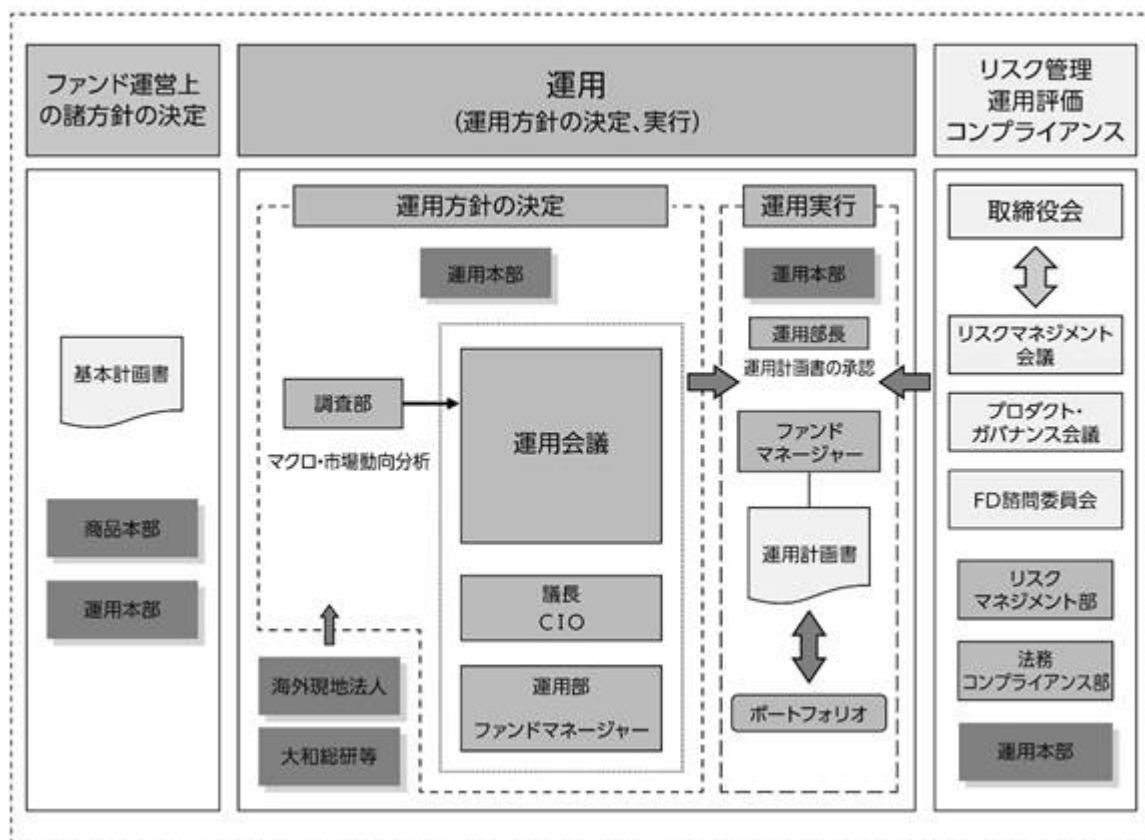 ファンド運営上
の諸方針の決定
基本計画書
商品本部
運用本部
運用
(運用方針の決定、実行)
運用方針の決定
運用本部
調査部
マクロ・市場動向分析
運用会議
議長
CIO
運用部
ファンドマネージャー
海外現地法人
大和総研等
運用実行
運用本部
運用部長
運用計画書の承認
ファンド
マネージャー
運用計画書
ポートフォリオ
リスク管理
運用評価
コンプライアンス
取締役会
リスクマネジメント
会議
プロダクト・
ガバナンス会議
FD諮問委員会
リスク
マネジメント部
法務
コンプライアンス部
運用本部